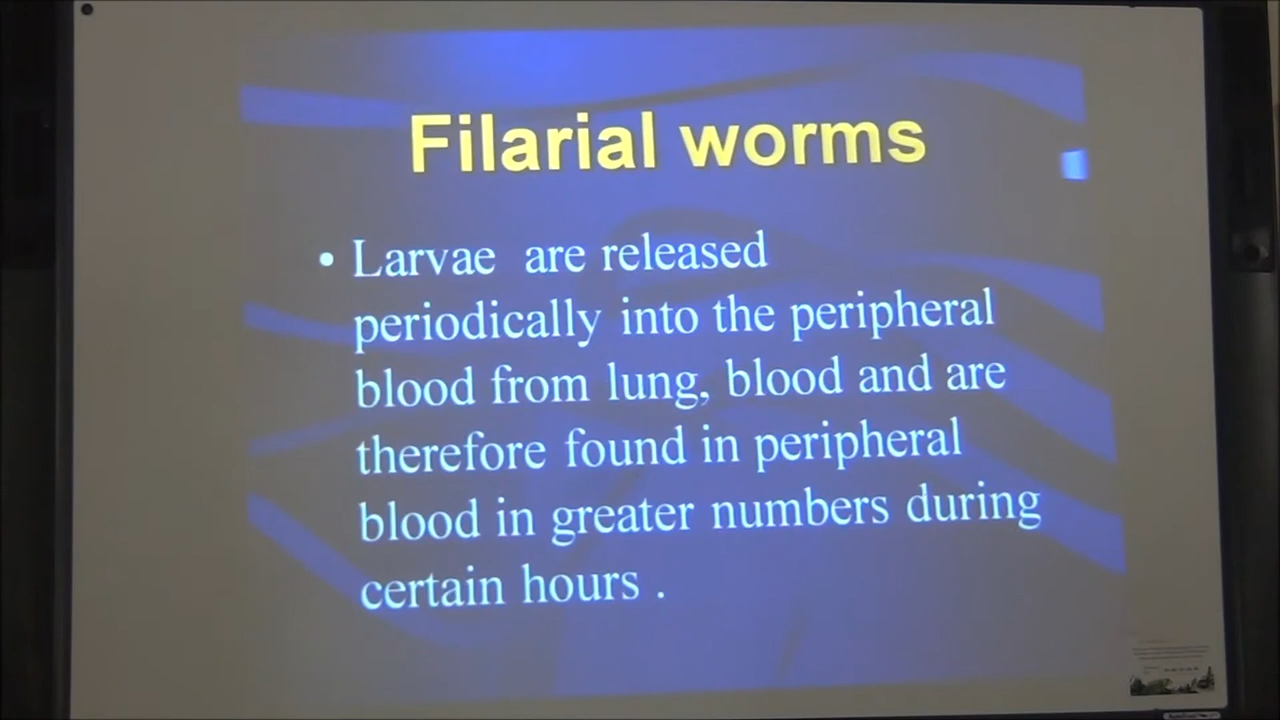 Filarial worms
• Larvae are released
periodically into the peripheral
blood from lung, blood and are
therefore found in peripheral
blood in greater numbers during
certain hours .